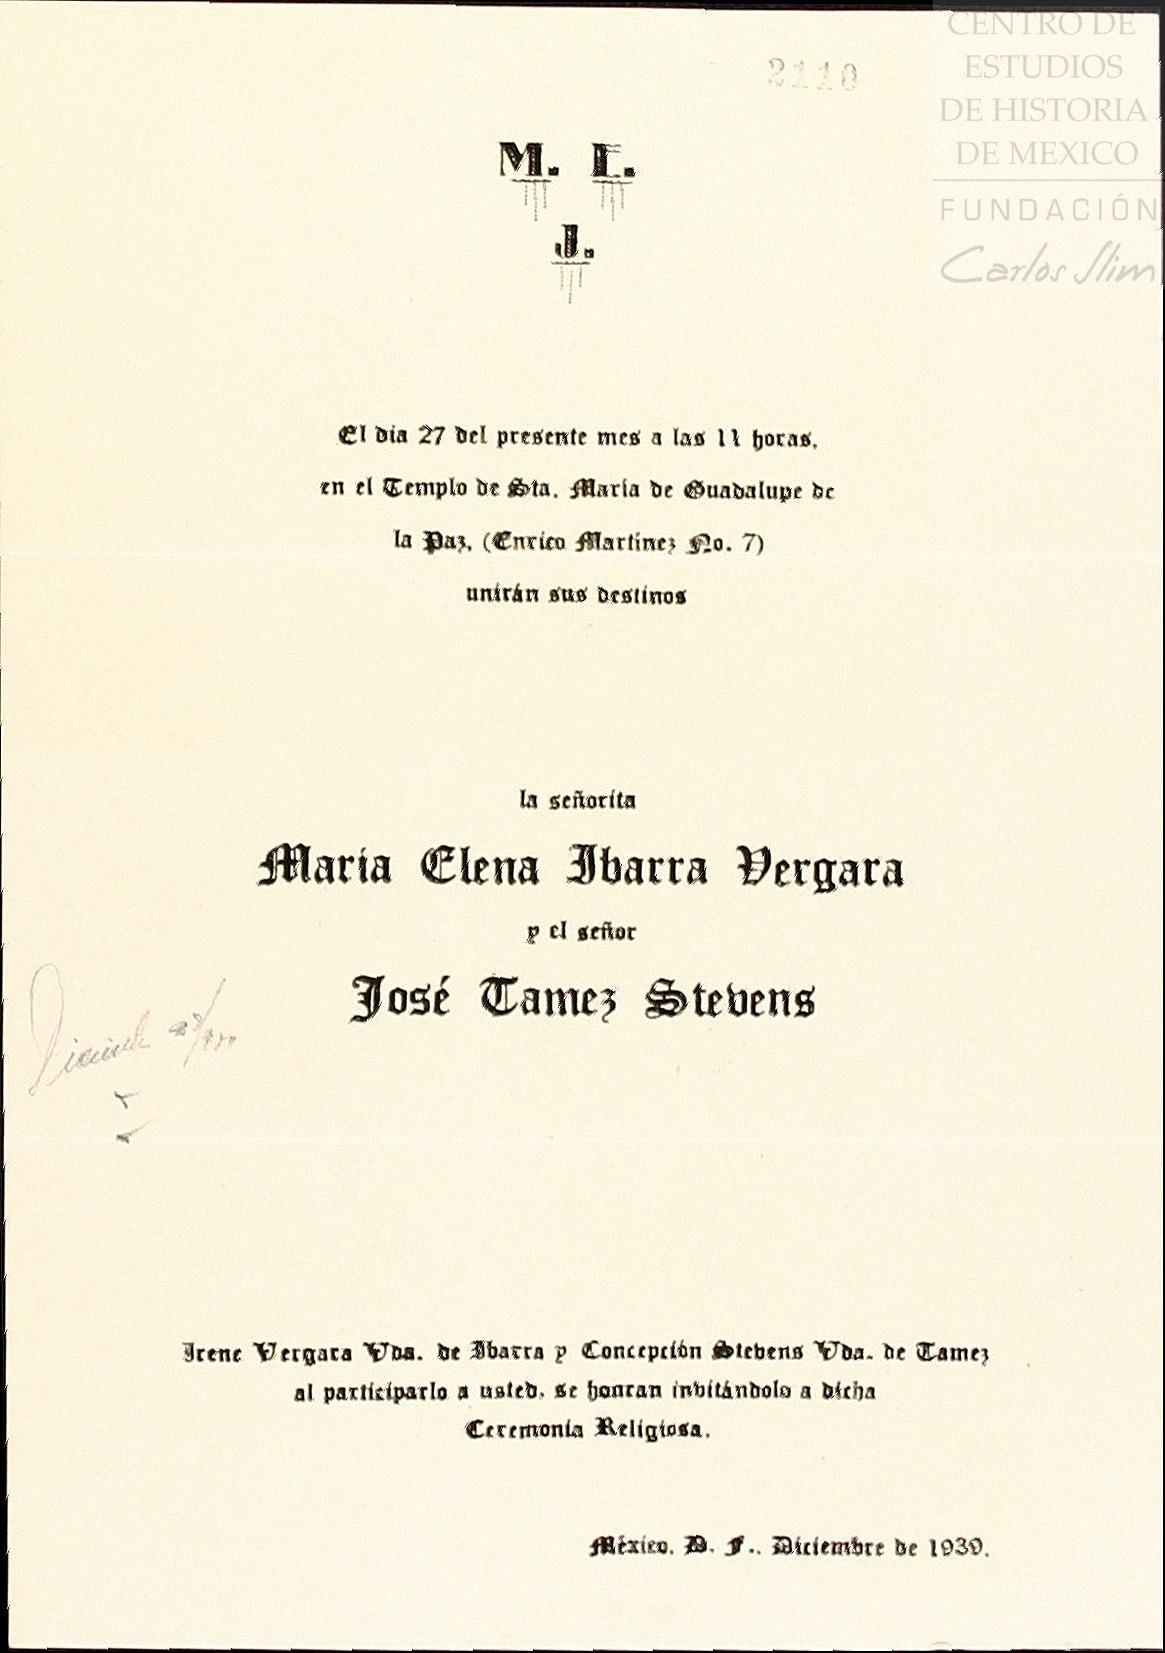 CENTRO DE
ESTUDIOS
DE HISTORIA
DE MEXICO
FUNDACIÓN
Carlos Slim
2110
M. E.
J.
El dia 27 del presente mes a las 11 horas,
en el Templo de Sta. María de Guadalupe de
la Paz, (Enrico Martínez No. 7)
unirán sus destinos
la señorita
Maria Elena Ibarra Vergara
y el señor
José Tamez Stevens
Irene Vergara Vda. de Ibarra y Concepción Stevens Vda. de Tamez
al participarlo a usted, se honran invitándolo a dicha
Ceremonia Religiosa.
México, D. F., Diciembre de 1939.